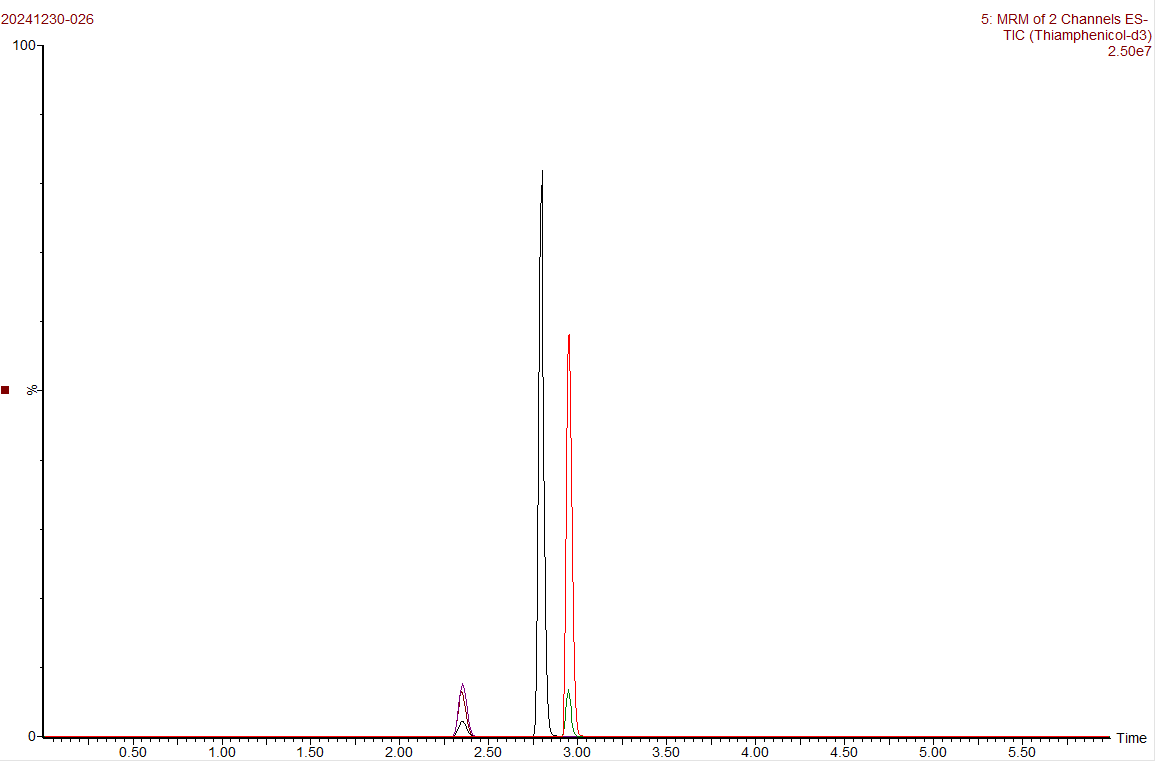 20241230-026
5: MRM of 2 Channels ES-
TIC (Thiamphenicol-d3)
2.50e7
100
%
0
0.50 1.00 1.50 2.00 2.50 3.00 3.50 4.00 4.50 5.00 5.50 Time